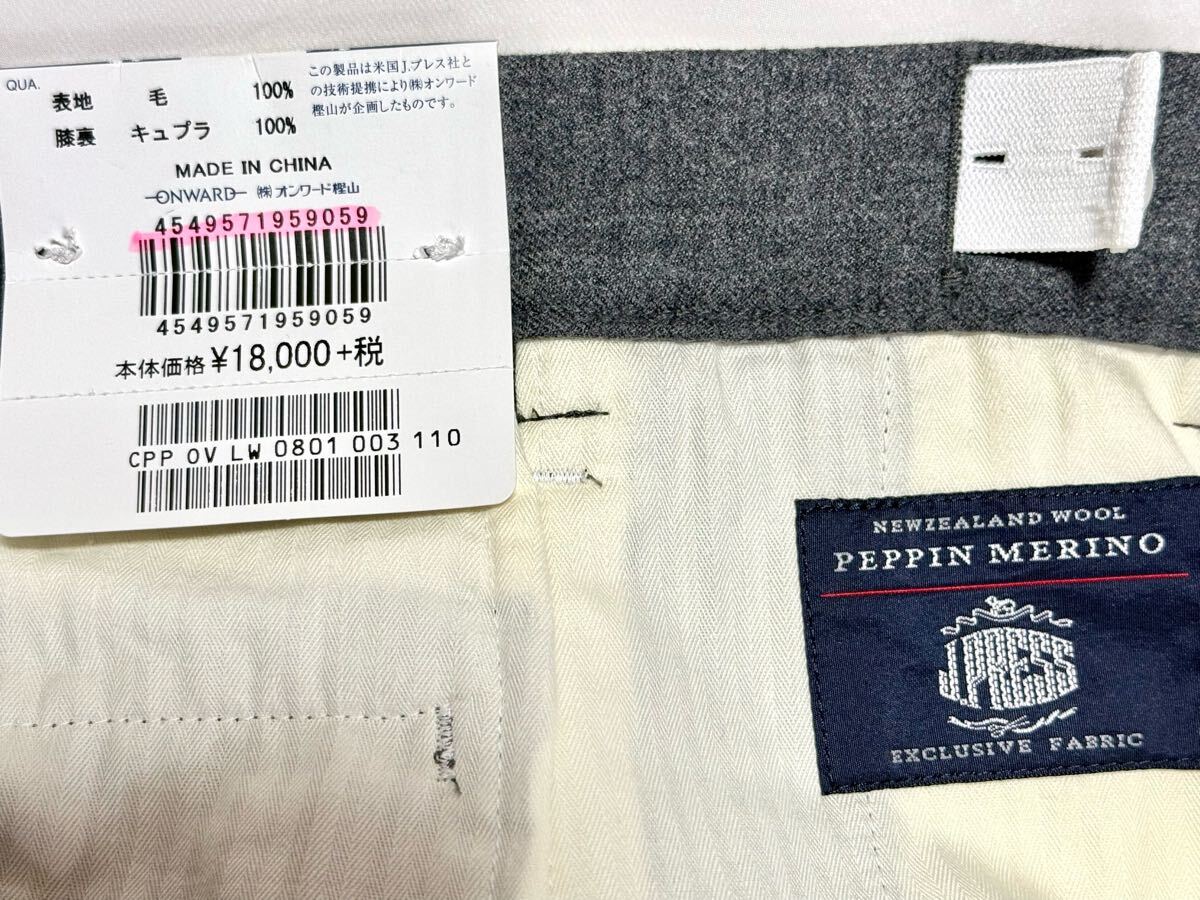 QUA.
表地 毛 100%
膝裏 キュプラ 100%
この製品は米国J.プレス社と
の技術提携により㈱オンワード
樫山が企画したものです。
MADE IN CHINA
ONWARD ㈱オンワード樫山
4549571959059
4549571959059
本体価格 ¥18,000+税
CPP OV LW 0801 003 110
NEWZEALAND WOOL
PEPPIN MERINO
J.PRESS
EXCLUSIVE FABRIC